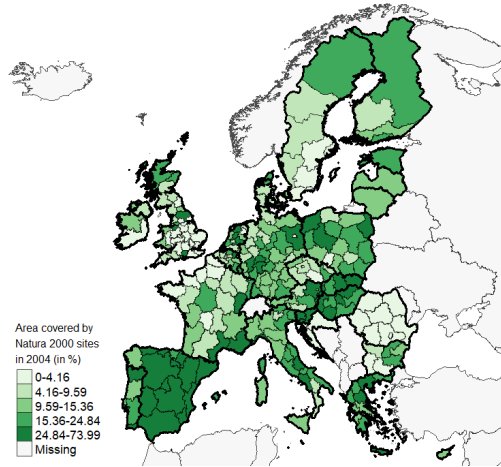 Area covered by
Natura 2000 sites
in 2004 (in %)
0-4.16
4.16-9.59
9.59-15.36
15.36-24.84
24.84-73.99
Missing